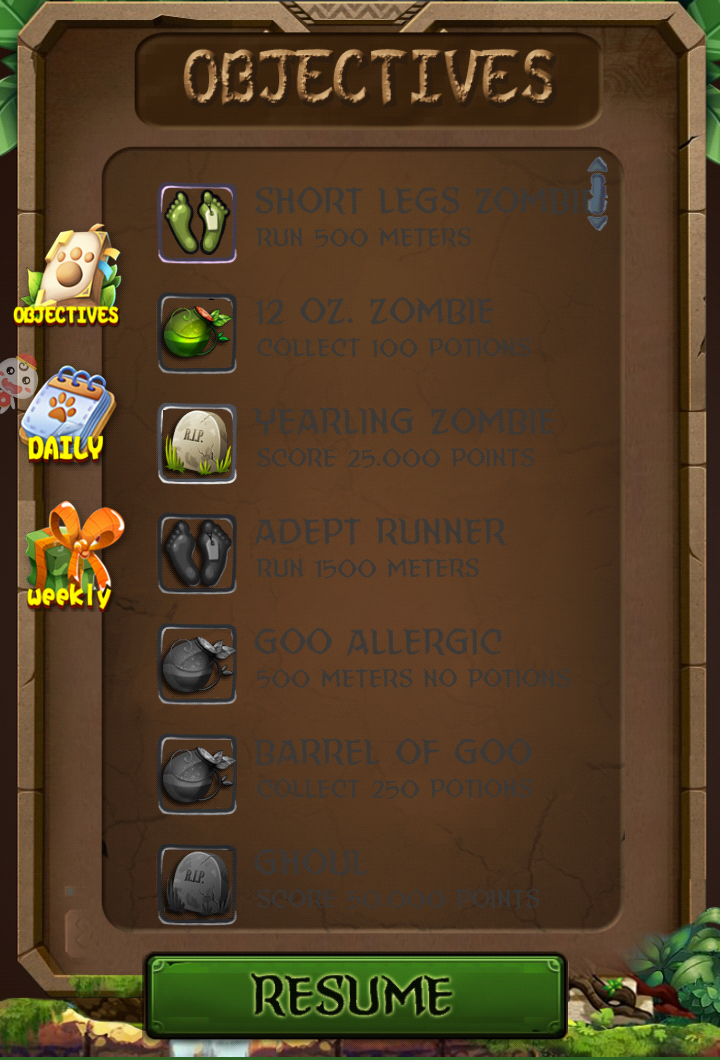 OBJECTIVES
SHORT LEGS ZOMBIE
RUN 500 METERS
OBJECTIVES
12 OZ. ZOMBIE
COLLECT 100 POTIONS
DAILY
YEARLING ZOMBIE
R.I.P.
SCORE 25.000 POINTS
ADEPT RUNNER
RUN 1500 METERS
weekly
GOO ALLERGIC
500 METERS NO POTIONS
BARREL OF GOO
COLLECT 250 POTIONS
GHOUL
R.I.P.
SCORE POINTS
RESUME